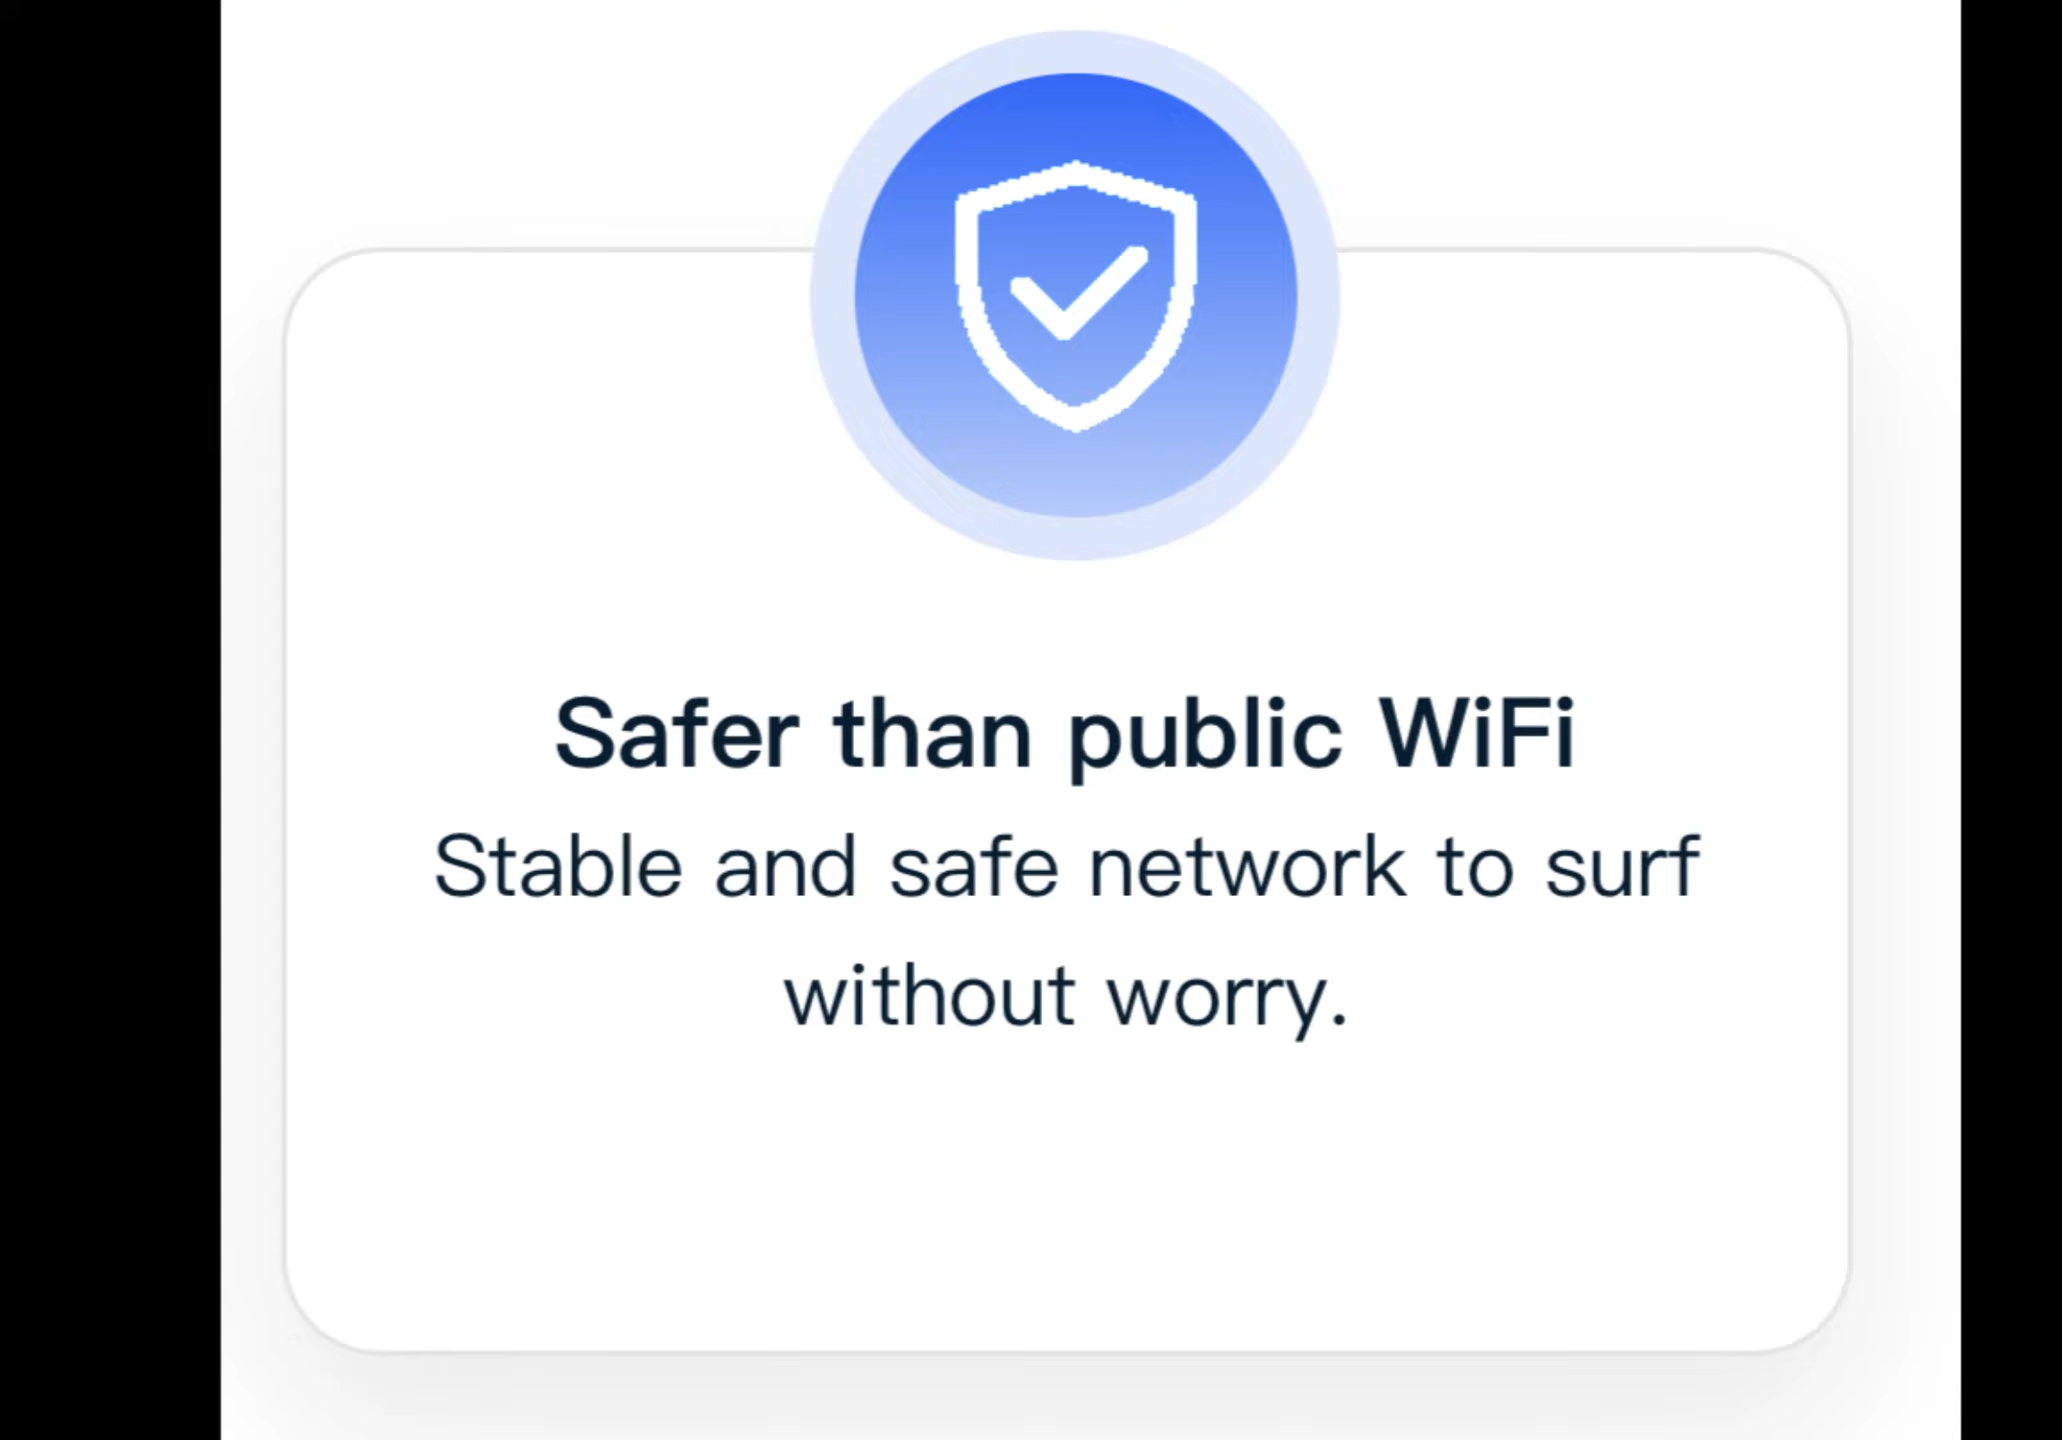 Safer than public WiFi
Stable and safe network to surf
without worry.